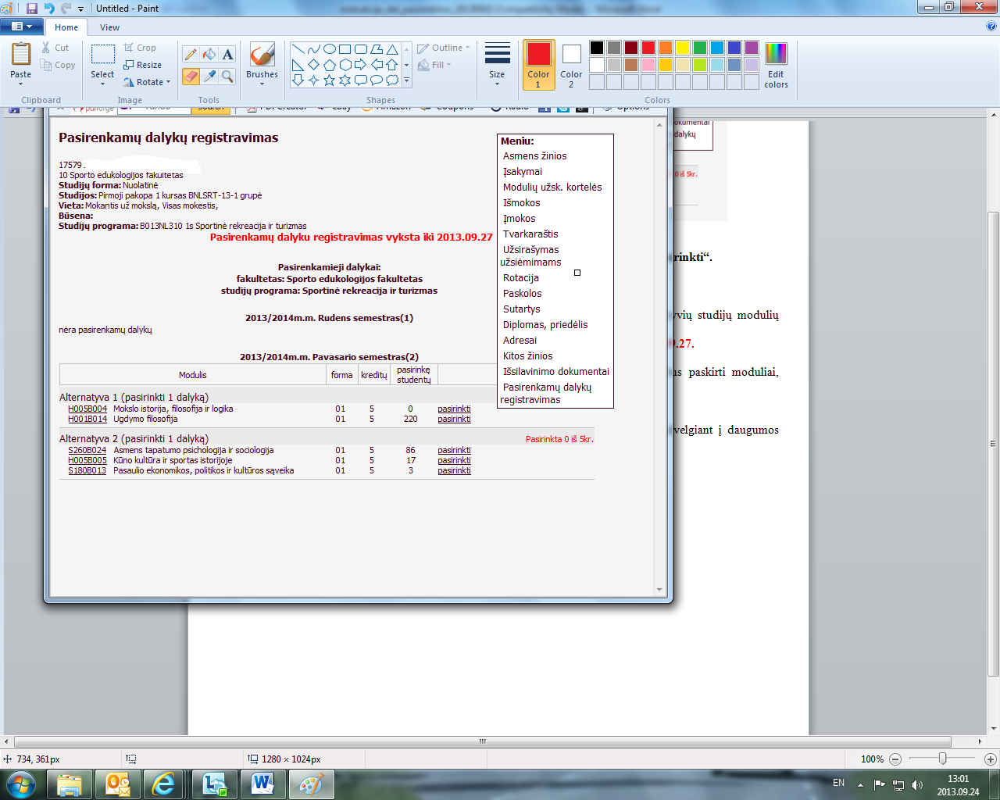 Untitled - Paint
Home
View
Paste
Cut
Copy
Clipboard
Select
Crop
Resize
Rotate
Image
Tools
Brushes
Shapes
Outline
Fill
Size
Color 1
Color 2
Colors
Edit colors
Pasirenkamų dalykų registravimas
17579 .
10 Sporto edukologijos fakultetas
Studijų forma: Nuolatinė
Studijos: Pirmoji pakopa 1 kursas BNLSRT-13-1 grupė
Vieta: Mokantis už mokslą, Visas mokestis,
Būsena:
Studijų programa: B013NL310 1s Sportinė rekreacija ir turizmas
Pasirenkamų dalyku registravimas vyksta iki 2013.09.27
Pasirenkamieji dalykai:
fakultetas: Sporto edukologijos fakultetas
studijų programa: Sportinė rekreacija ir turizmas
2013/2014m.m. Rudens semestras(1)
nėra pasirenkamų dalykų
2013/2014m.m. Pavasario semestras(2)
Modulis forma kreditų pasirinkę studentų
Alternatyva 1 (pasirinkti 1 dalyką)
H005B004 Mokslo istorija, filosofija ir logika 01 5 0 pasirinkti
H001B014 Ugdymo filosofija 01 5 220 pasirinkti
Alternatyva 2 (pasirinkti 1 dalyką) Pasirinkta 0 iš 5kr.
S260B024 Asmens tapatumo psichologija ir sociologija 01 5 86 pasirinkti
H005B005 Kūno kultūra ir sportas istorijoje 01 5 17 pasirinkti
S180B013 Pasaulio ekonomikos, politikos ir kultūros sąveika 01 5 3 pasirinkti
Meniu:
Asmens žinios
Įsakymai
Modulių užsk. kortelės
Išmokos
Įmokos
Tvarkaraštis
Užsirašymas
užsiėmimams
Rotacija
Paskolos
Sutartys
Diplomas, priedėlis
Adresai
Kitos žinios
Išsilavinimo dokumentai
Pasirenkamų dalykų
registravimas
dalykų
0 iš 5kr.
rinkti“.
vių studijų modulių
.27.
us paskirti moduliai,
velgiant į daugumos
734, 361px
1280 × 1024px
100%
EN
13:01
2013.09.24